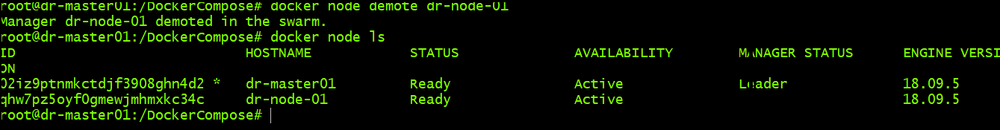 root@dr-master01:/DockerCompose# docker node demote dr-node-01
Manager dr-node-01 demoted in the swarm.
root@dr-master01:/DockerCompose# docker node ls
ID HOSTNAME STATUS AVAILABILITY MANAGER STATUS ENGINE VERSI
ON
02iz9ptnmkctdjf3908ghn4d2 * dr-master01 Ready Active Leader 18.09.5
qhw7pz5oyf0gmewjmhmxkc34c dr-node-01 Ready Active 18.09.5
root@dr-master01:/DockerCompose#